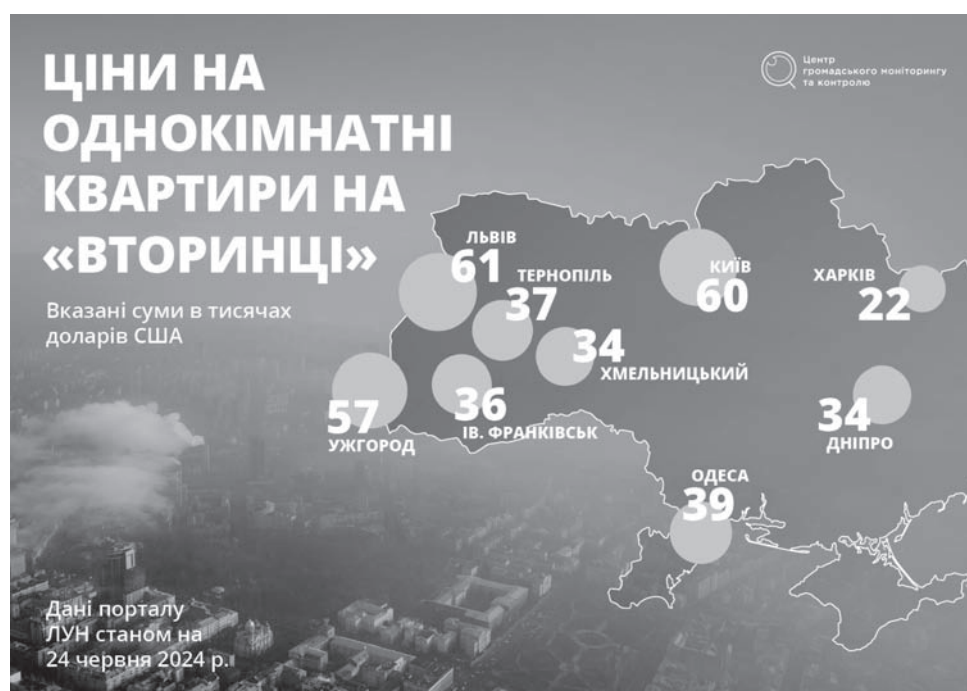 ЦІНИ НА
ОДНОКІМНАТНІ
КВАРТИРИ НА
«ВТОРИНЦІ»
Вказані суми в тисячах
доларів США
Центр
громадського моніторингу
та контролю
ЛЬВІВ
61
ТЕРНОПІЛЬ
37
КИЇВ
60
ХАРКІВ
22
34
ХМЕЛЬНИЦЬКИЙ
57
УЖГОРОД
36
ІВ. ФРАНКІВСЬК
34
ДНІПРО
ОДЕСА
39
Дані порталу
ЛУН станом на
24 червня 2024 р.